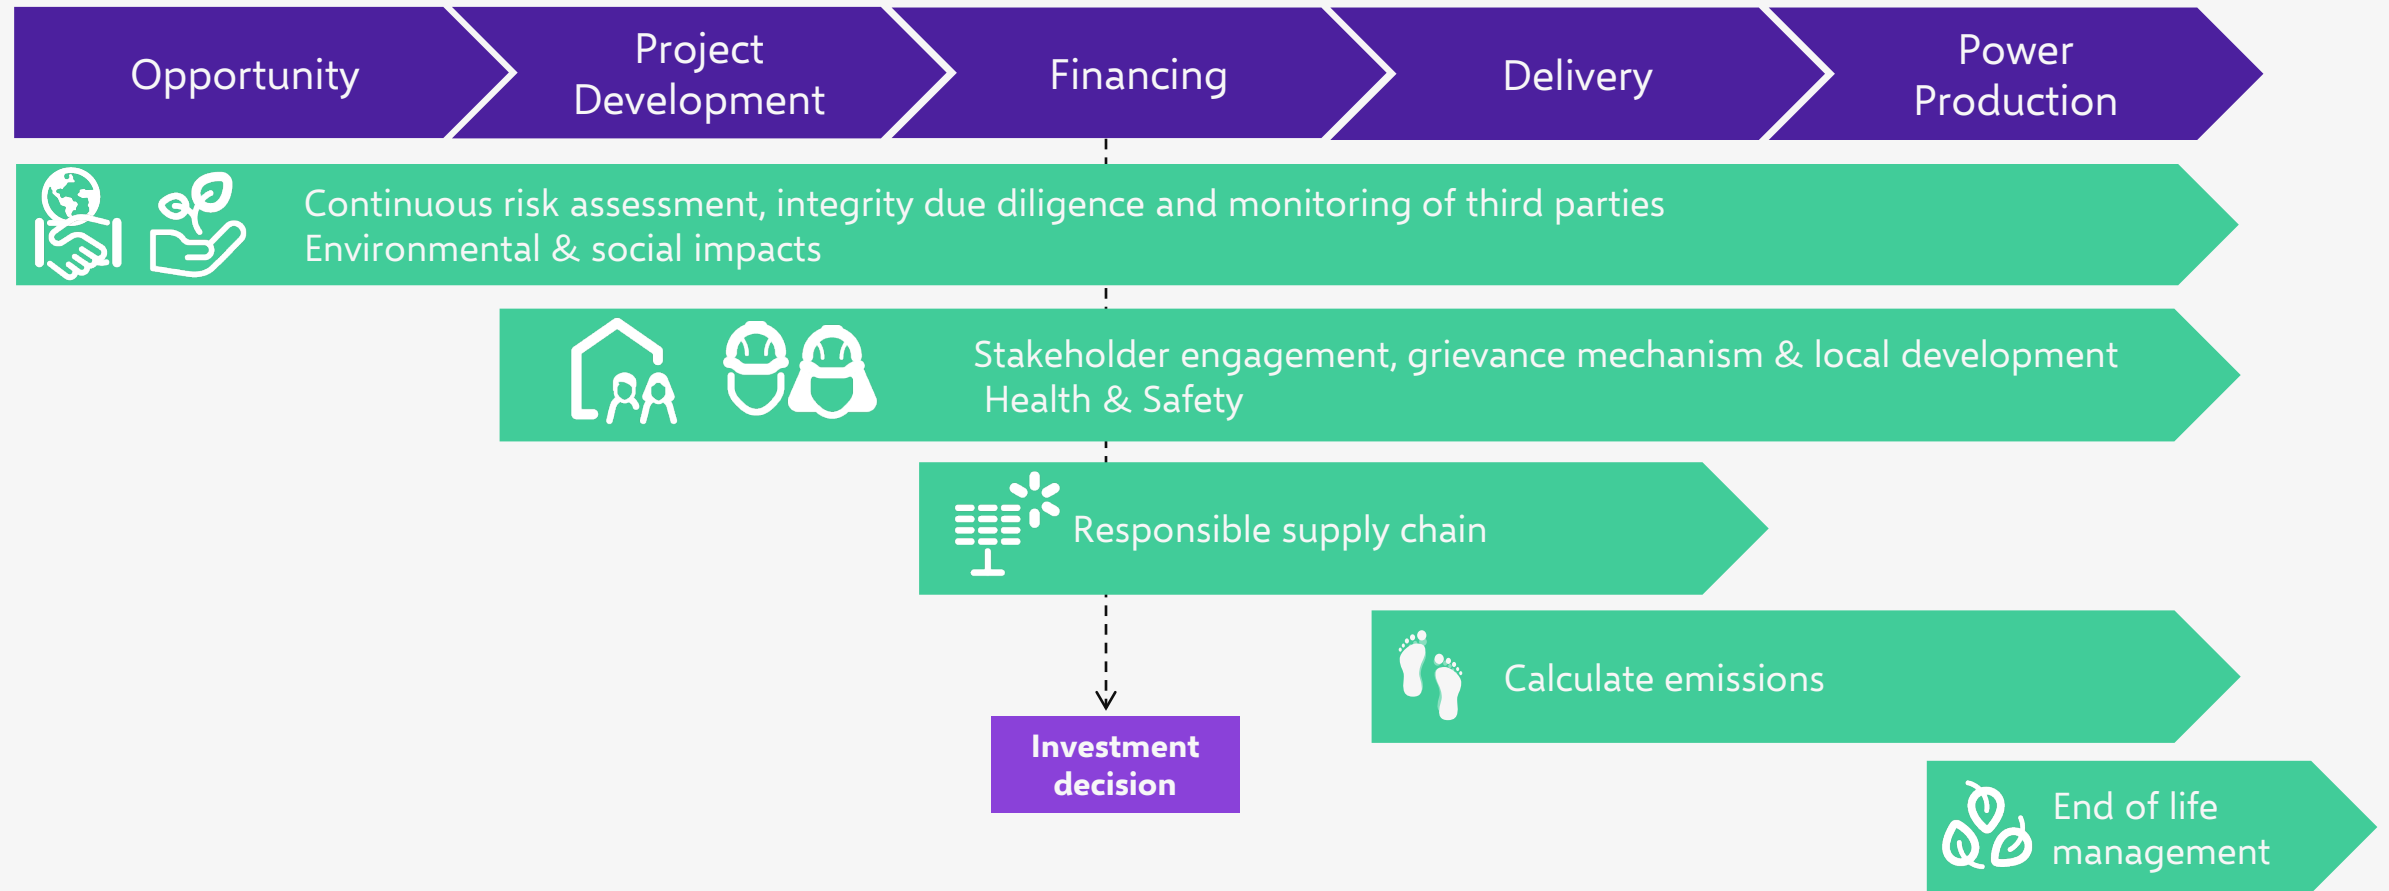 Opportunity
Project
Development
Financing
Delivery
Power
Production
Continuous risk assessment, integrity due diligence and monitoring of third parties
Environmental & social impacts
Stakeholder engagement, grievance mechanism & local development
Health & Safety
Responsible supply chain
Calculate emissions
Investment
decision
End of life
management